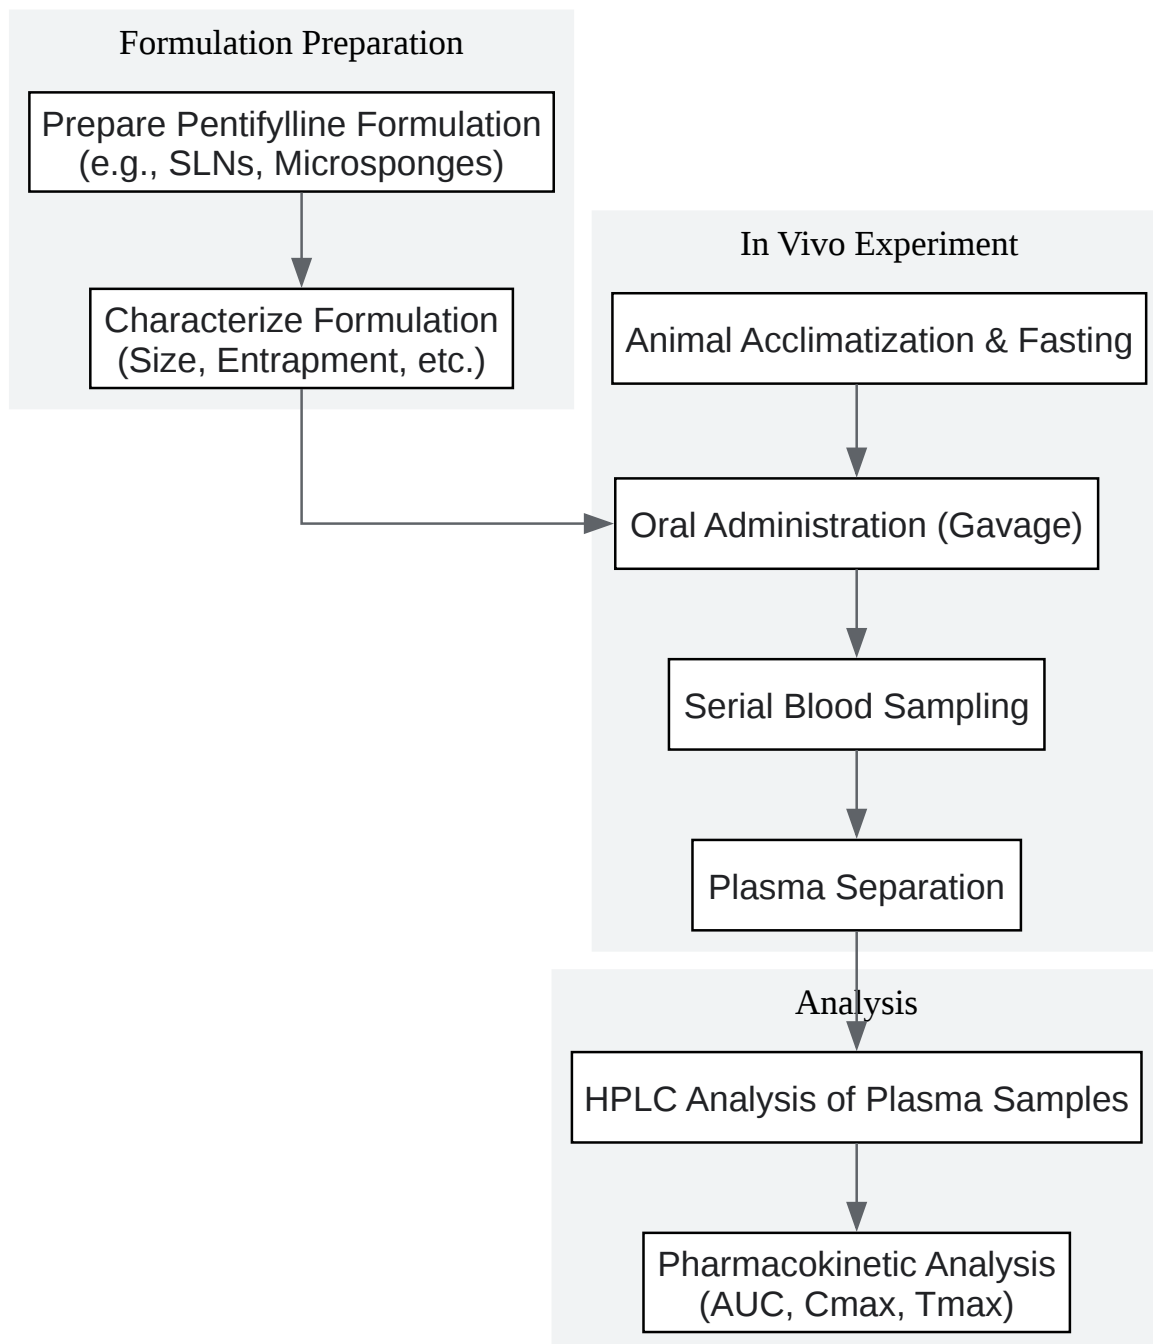 Formulation Preparation
Prepare Pentifylline Formulation
(e.g., SLNs, Microsponges)
Characterize Formulation
(Size, Entrapment, etc.)
In Vivo Experiment
Animal Acclimatization & Fasting
Oral Administration (Gavage)
Serial Blood Sampling
Plasma Separation
Analysis
HPLC Analysis of Plasma Samples
Pharmacokinetic Analysis
(AUC, Cmax, Tmax)